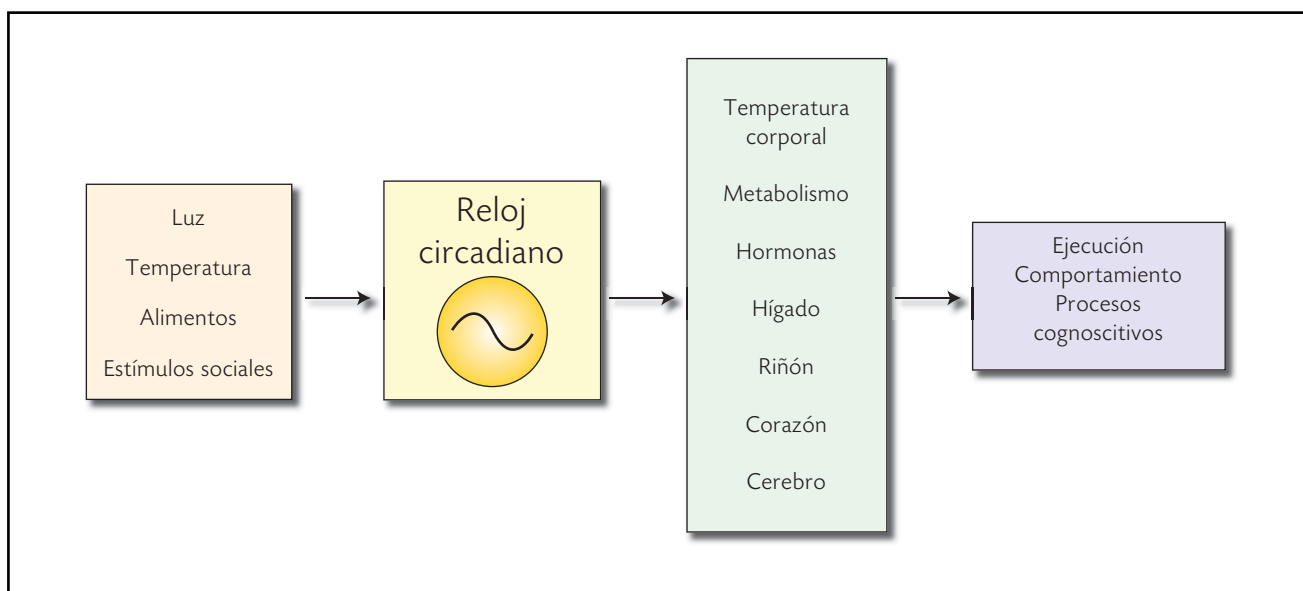 Luz
Temperatura
Alimentos
Estímulos sociales
Reloj
circadiano
Temperatura
corporal
Metabolismo
Hormonas
Hígado
Riñón
Corazón
Cerebro
Ejecución
Comportamiento
Procesos
cognoscitivos